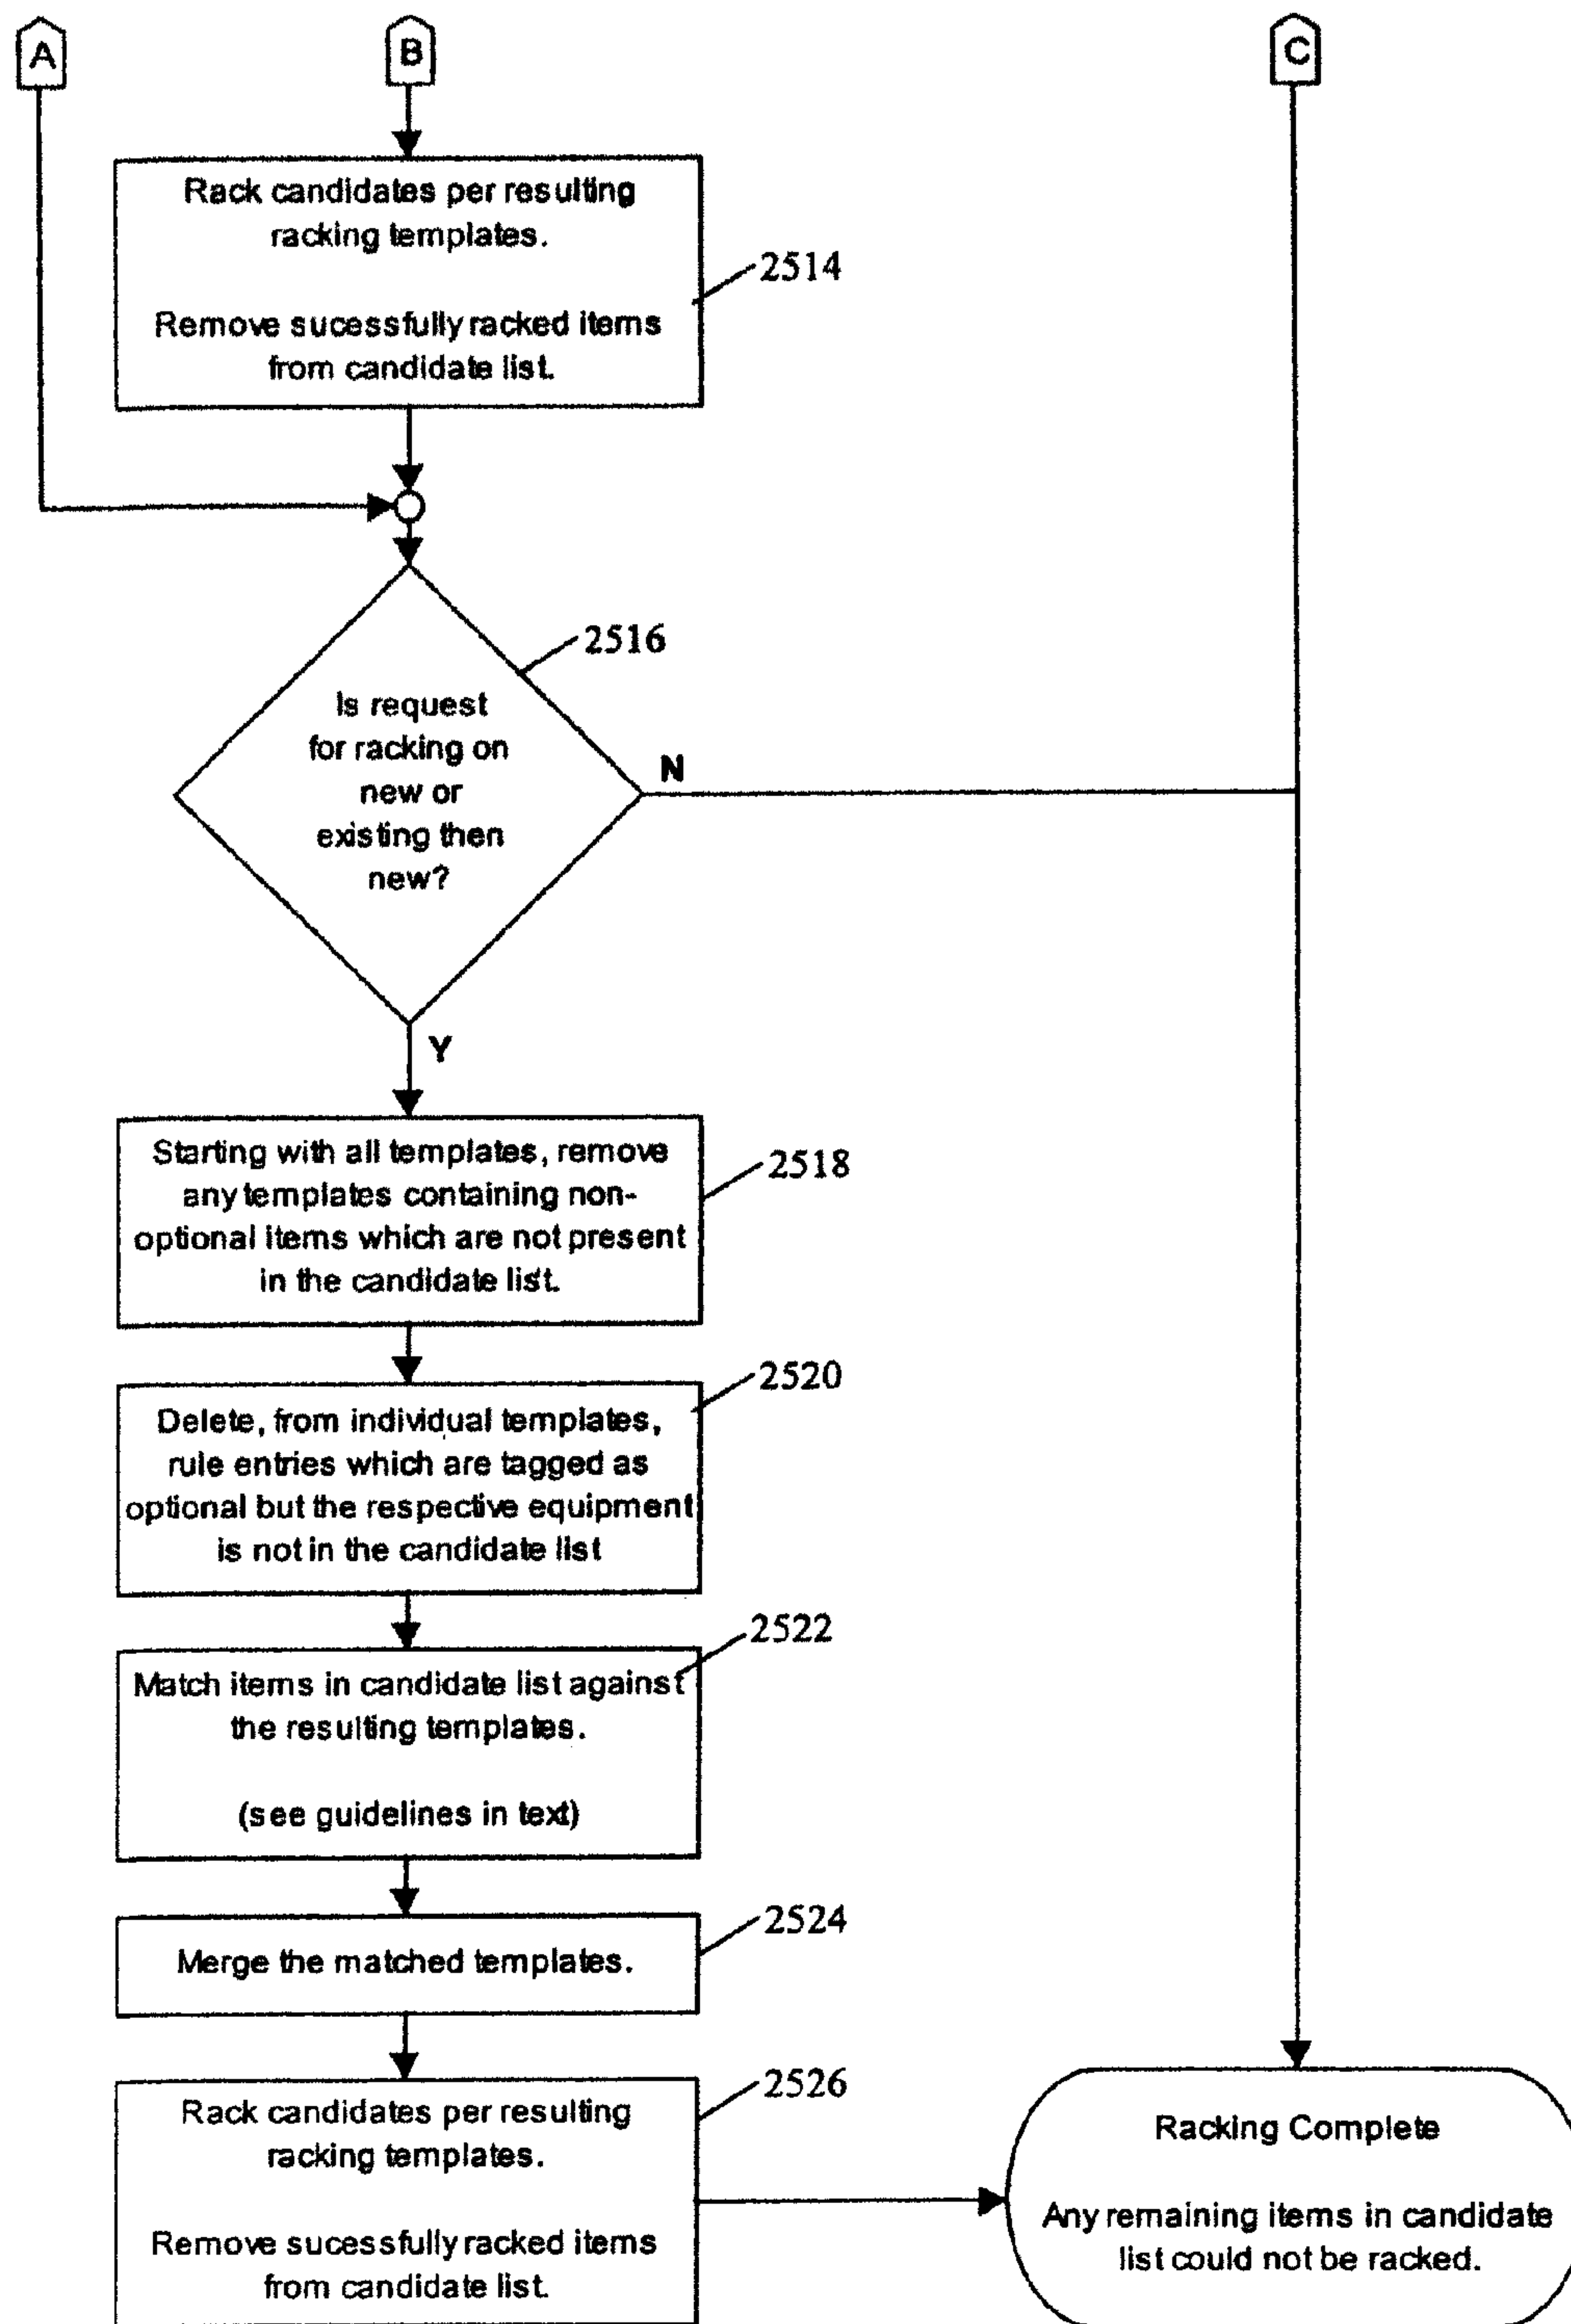 A
B
C
Rack candidates per resulting
racking templates.
Remove sucessfully racked items
from candidate list.
2514
2516
Is request
for racking on
new or
existing then
new?
N
Y
Starting with all templates, remove
any templates containing non-
optional items which are not present
in the candidate list.
2518
2520
Delete, from individual templates,
rule entries which are tagged as
optional but the respective equipment
is not in the candidate list
2522
Match items in candidate list against
the resulting templates.
(see guidelines in text)
2524
Merge the matched templates.
2526
Rack candidates per resulting
racking templates.
Remove sucessfully racked items
from candidate list.
Racking Complete
Any remaining items in candidate
list could not be racked.